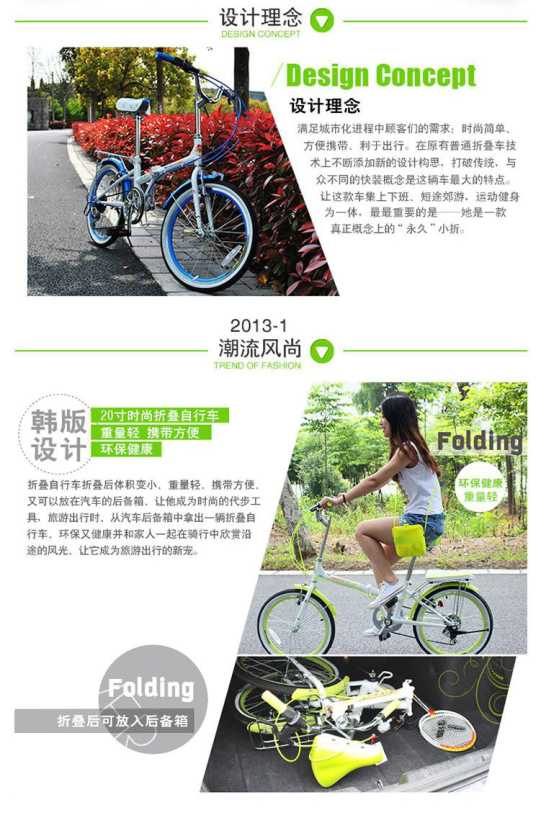 设计理念
DESIGN CONCEPT
Design Concept
设计理念
满足城市化进程中顾客们的需求：时尚简单、
方便携带、利于出行。在原有普通折叠车技
术上不断添加新的设计构思，打破传统，与
众不同的快装概念是这辆车最大的特点。
让这款车集上下班、短途郊游，运动健身
为一体，最最重要的是——她是一款
真正概念上的“永久”小折。
2013-1
潮流风尚
TREND OF FASHION
韩版
设计
20寸时尚折叠自行车
重量轻 携带方便
环保健康
折叠自行车折叠后体积变小、重量轻、携带方便、
又可以放在汽车的后备箱、让他成为时尚的代步工
具，旅游出行时、从汽车后备箱中拿出一辆折叠自
行车、环保又健康并和家人一起在骑行中欣赏沿
途的风光、让它成为旅游出行的新宠。
Folding
环保健康
重量轻
Folding
折叠后可放入后备箱